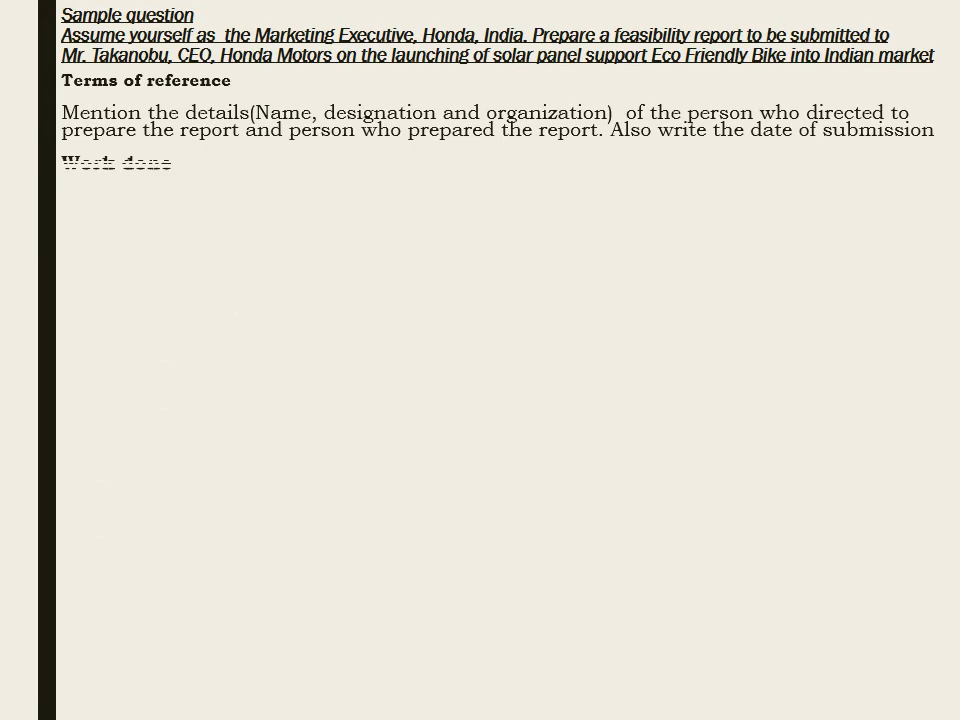 Sample question
Assume yourself as  the Marketing Executive, Honda, India. Prepare a feasibility report to be submitted to
Mr. Takanobu, CEO, Honda Motors on the launching of solar panel support Eco Friendly Bike into Indian market
Terms of reference
Mention the details(Name, designation and organization)  of the person who directed to
prepare the report and person who prepared the report. Also write the date of submission
Work done